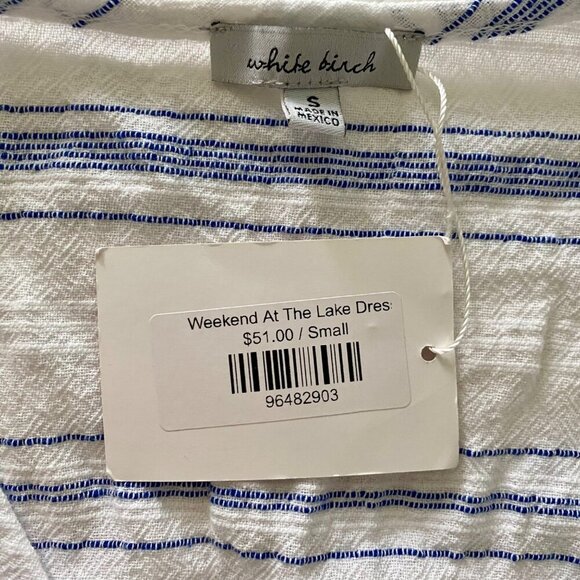 white birch
S
MADE IN
MEXICO
Weekend At The Lake Dres
$51.00 / Small
96482903